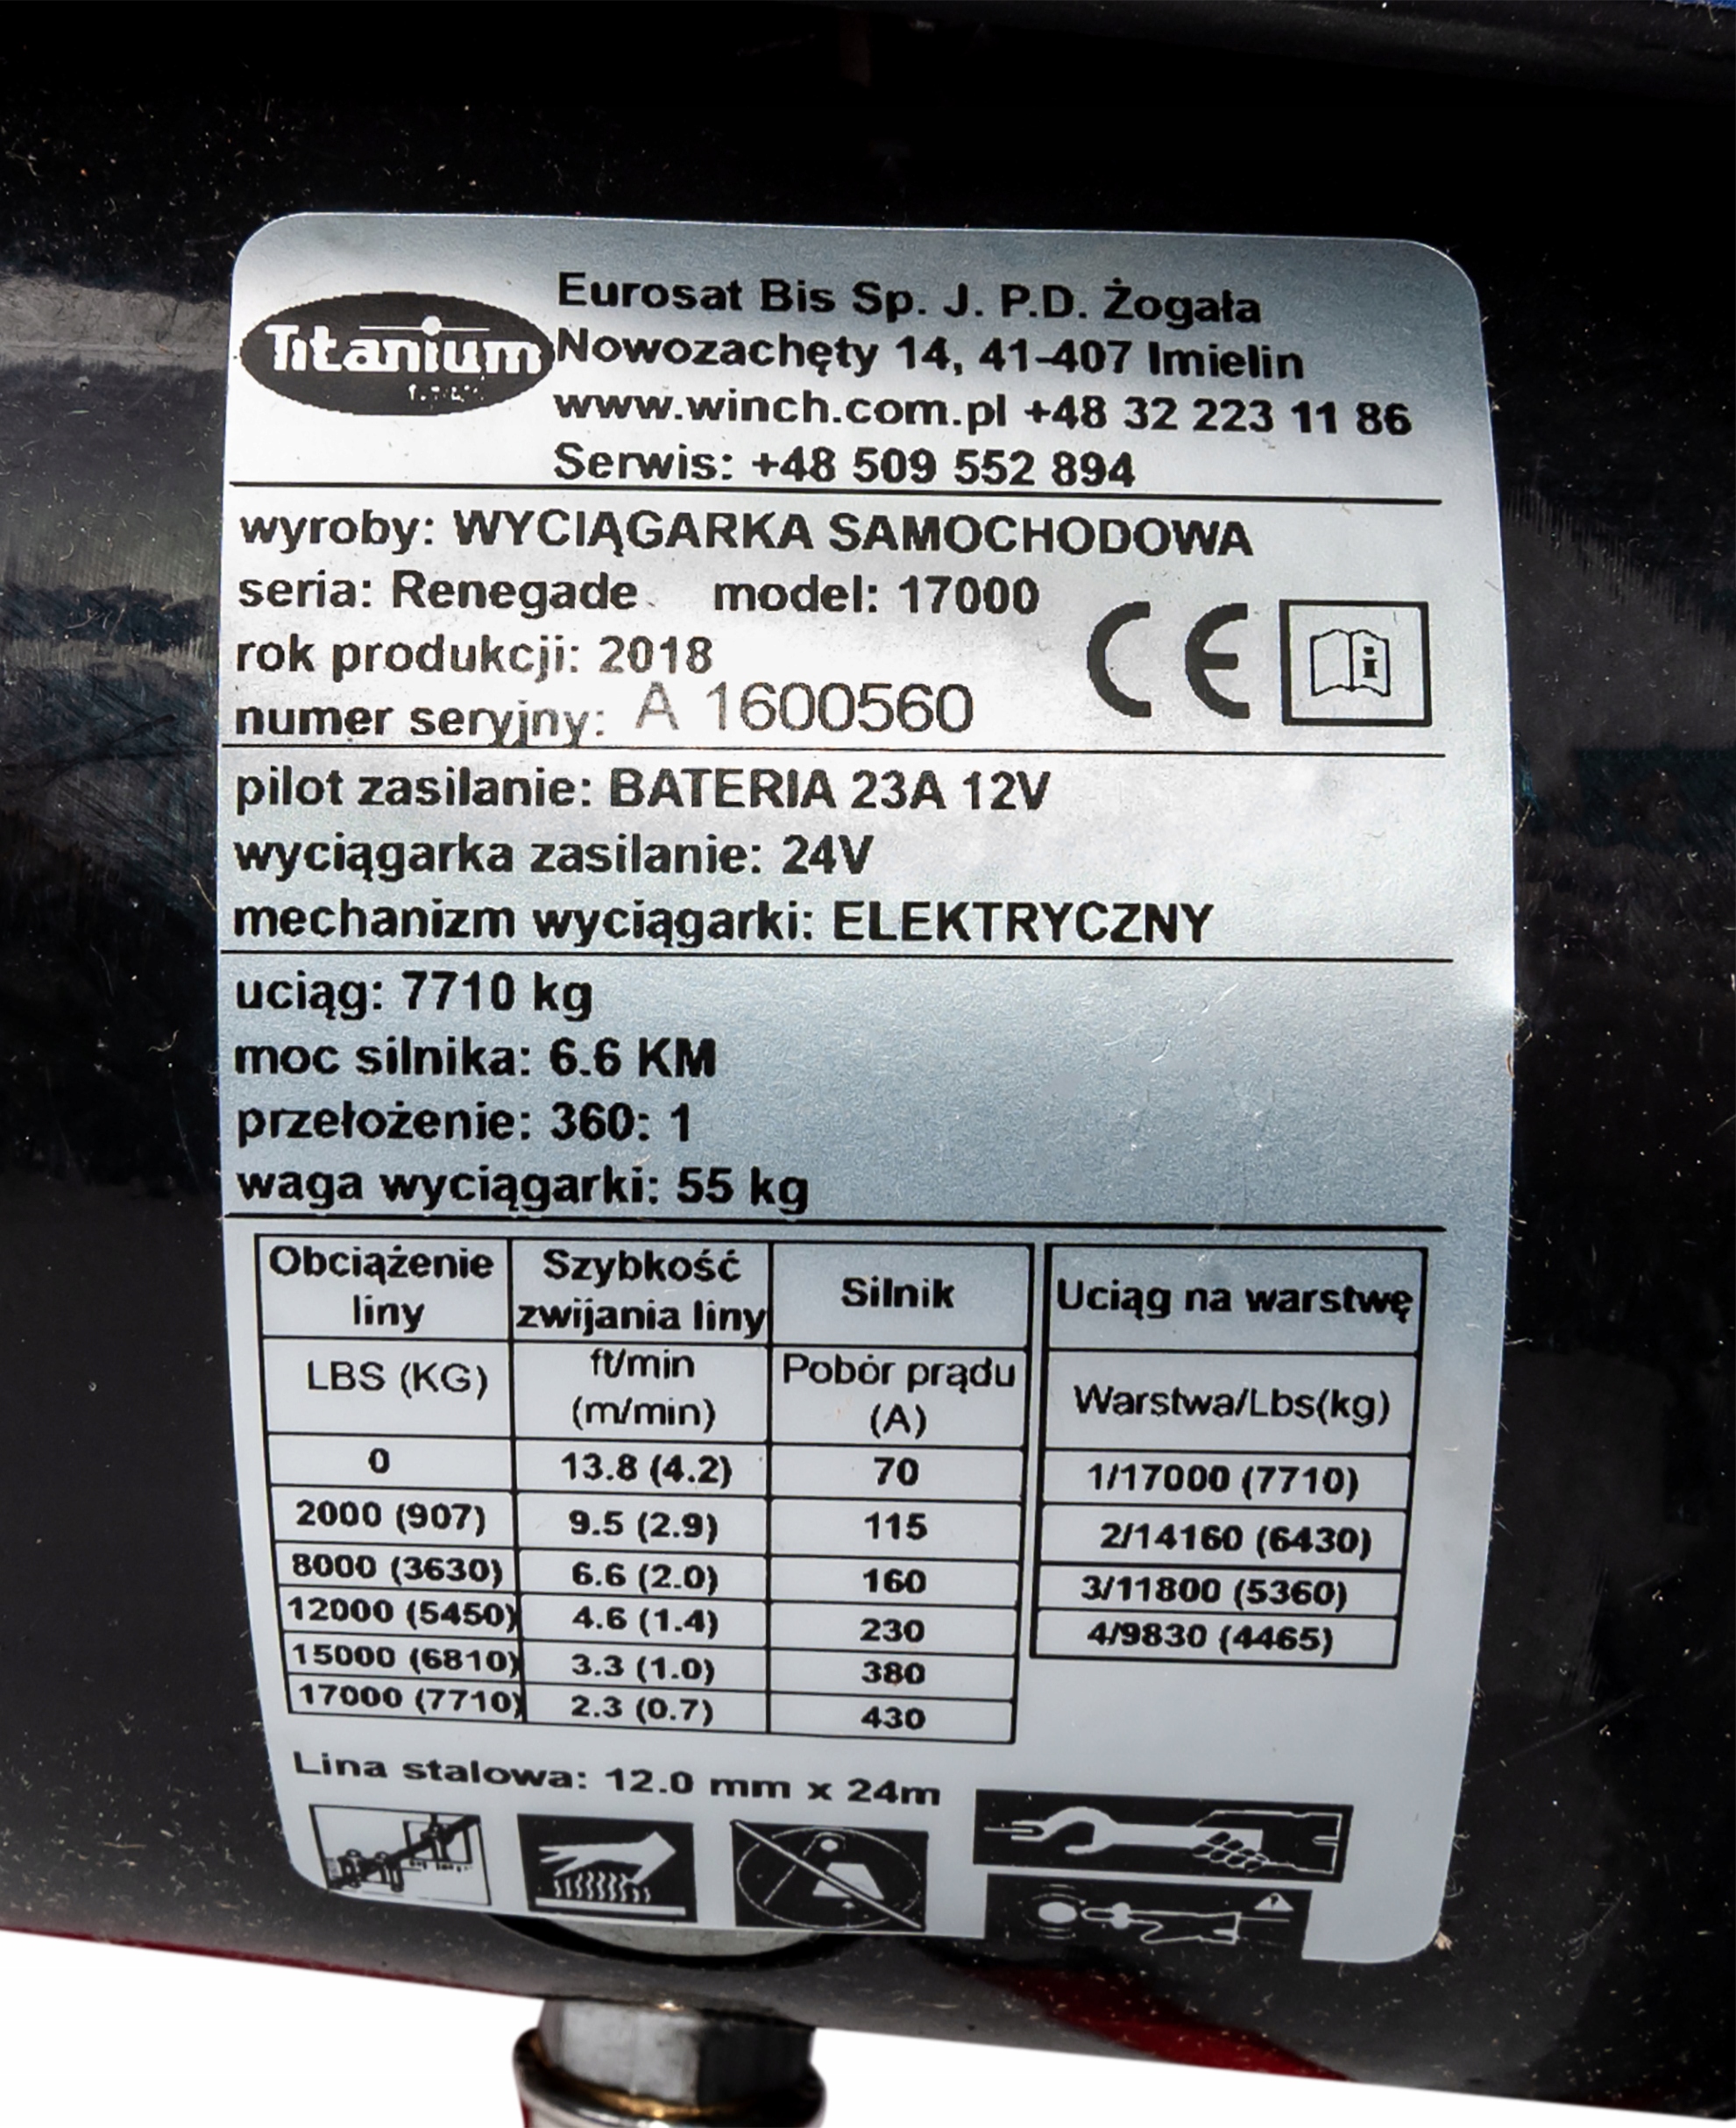 Titanium
Eurosat Bis Sp. J. P.D. Żogała
Nowozachęty 14, 41-407 Imielin
www.winch.com.pl +48 32 223 11 86
Serwis: +48 509 552 894
wyroby: WYCIĄGARKA SAMOCHODOWA
seria: Renegade model: 17000
rok produkcji: 2018
numer seryjny: A 1600560
CE
i
pilot zasilanie: BATERIA 23A 12V
wyciągarka zasilanie: 24V
mechanizm wyciągarki: ELEKTRYCZNY
uciąg: 7710 kg
moc silnika: 6.6 KM
przełożenie: 360: 1
waga wyciągarki: 55 kg
Obciążenie liny Szybkość zwijania liny Silnik
LBS (KG) ft/min (m/min) Pobór prądu (A)
0 13.8 (4.2) 70
2000 (907) 9.5 (2.9) 115
8000 (3630) 6.6 (2.0) 160
12000 (5450) 4.6 (1.4) 230
15000 (6810) 3.3 (1.0) 380
17000 (7710) 2.3 (0.7) 430
Uciąg na warstwę
Warstwa/Lbs(kg)
1/17000 (7710)
2/14160 (6430)
3/11800 (5360)
4/9830 (4465)
Lina stalowa: 12.0 mm x 24m